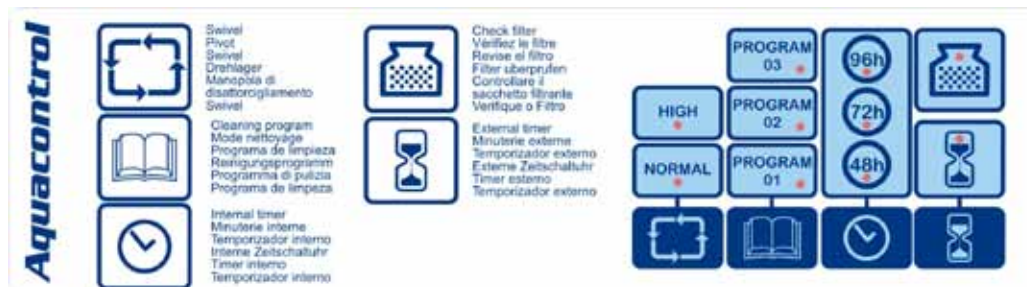 Aquacontrol
Swivel
Pivot
Swivel
Drehlager
Manopola di
disattorcigliamento
Swivel
Cleaning program
Mode nettoyage
Programa de limpieza
Reinigungsprogramm
Programma di pulizia
Programa de limpeza
Internal timer
Minuterie interne
Temporizador interno
Interne Zeitschaltuhr
Timer interno
Temporizador interno
Check filter
Vérifiez le filtre
Revise el filtro
Filter uberprufen
Controllare il
sacchetto filtrante
Verifique o Filtro
External timer
Minuterie externe
Temporizador externo
Externe Zeitschaltuhr
Timer esterno
Temporizador externo
HIGH
NORMAL
PROGRAM
03
PROGRAM
02
PROGRAM
01
96h
72h
48h